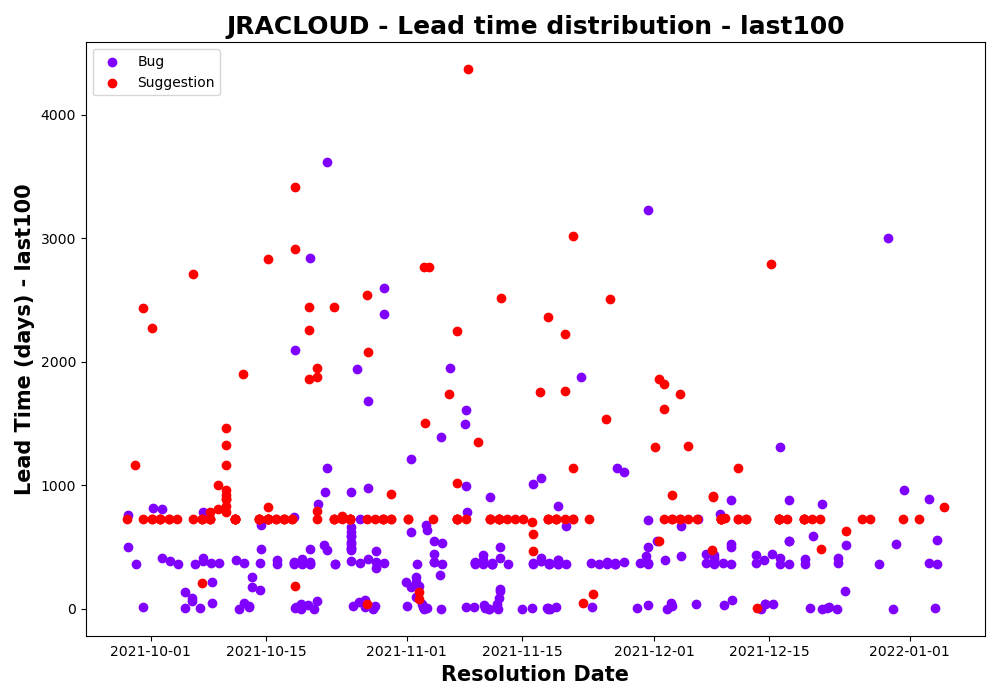 JRACLOUD - Lead time distribution - last100
Bug
Suggestion
Lead Time (days) - last100
4000
3000
2000
1000
0
2021-10-01
2021-10-15
2021-11-01
2021-11-15
2021-12-01
2021-12-15
2022-01-01
Resolution Date